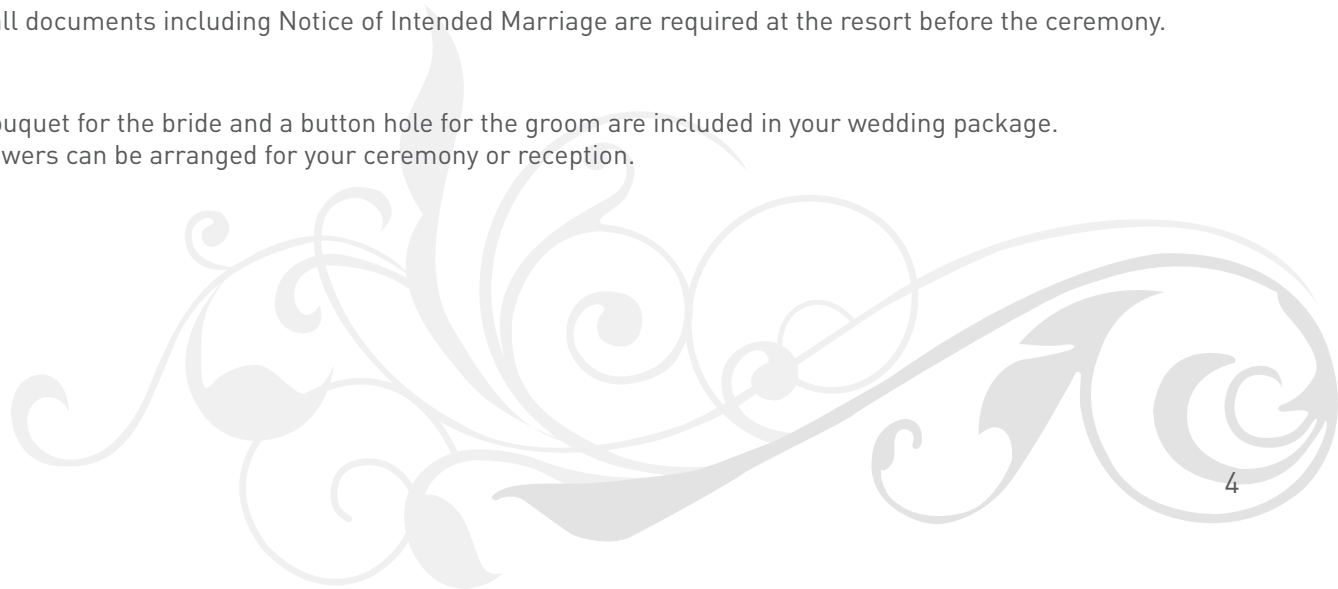 all documents including Notice of Intended Marriage are required at the resort before the ceremony.
bouquet for the bride and a button hole for the groom are included in your wedding package.
wers can be arranged for your ceremony or reception.
4